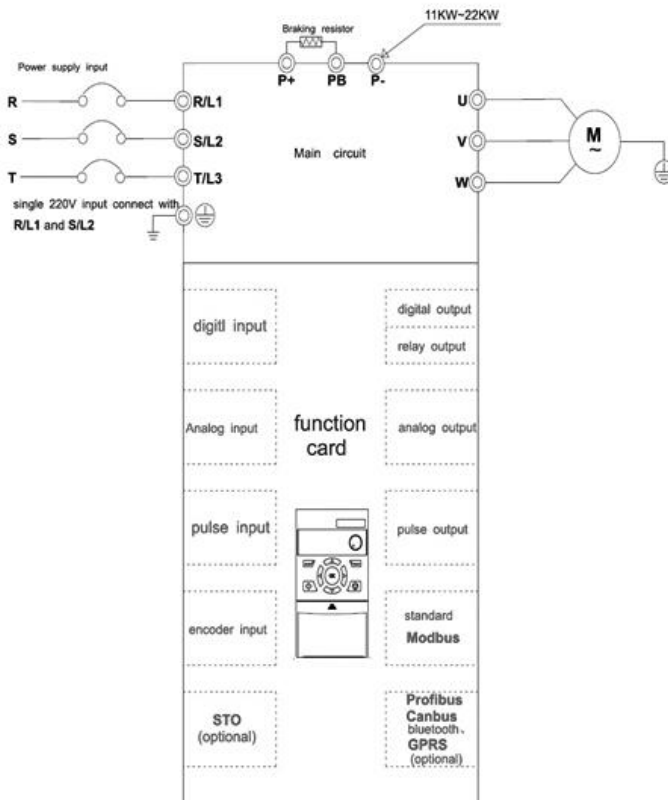 11KW~22KW
Braking resistor
P+ PB P-
Power supply input
R R/L1 U
S S/L2 V M
~
Main circuit
T T/L3 W
single 220V input connect with
R/L1 and S/L2
digitl input
digital output
relay output
Analog input
function
card
analog output
pulse input
pulse output
encoder input
standard
Modbus
STO
(optional)
Profibus
Canbus
bluetooth、
GPRS
(optional)